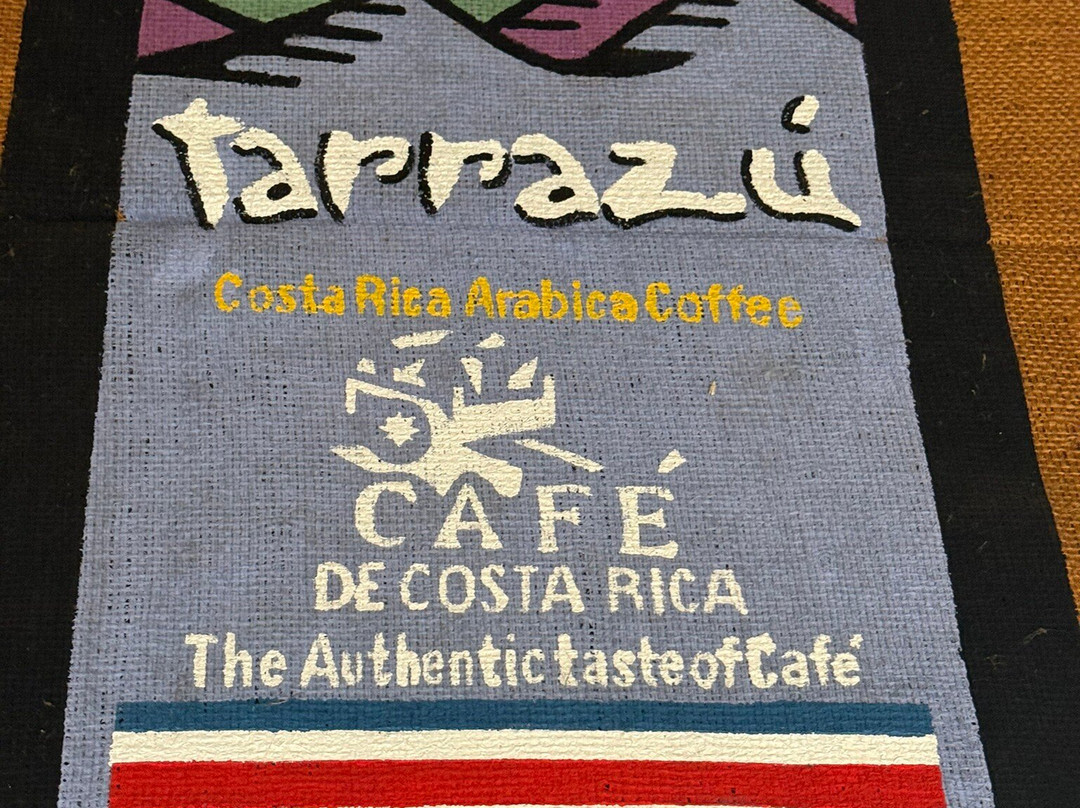 Tarrazú
Costa Rica Arabica Coffee
CAFÉ
DE COSTA RICA
The Authentic taste of Café